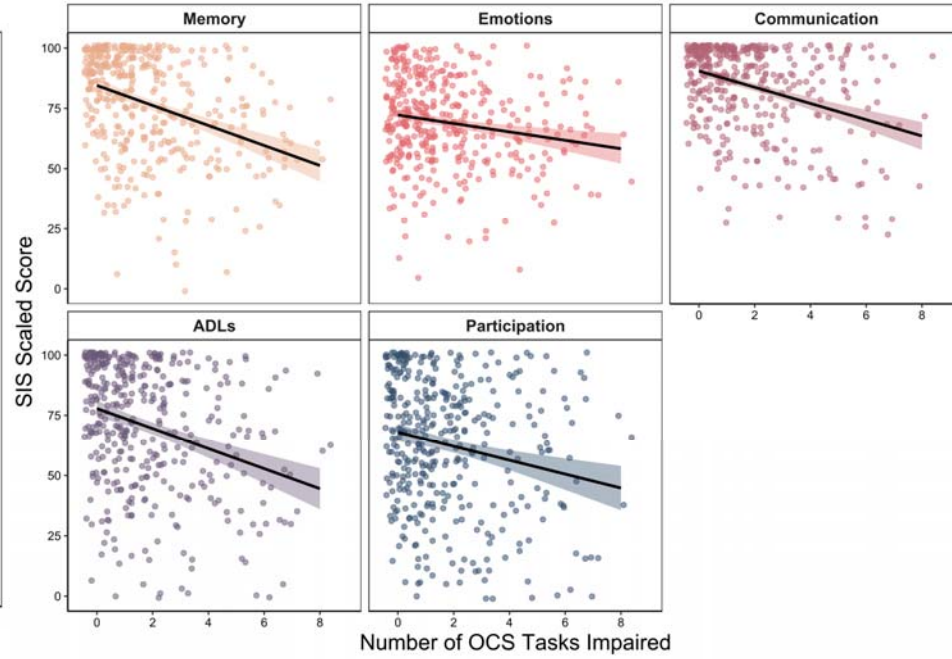 Memory Emotions Communication
100
75
50
25
0
0 2 4 6 8
ADLs Participation
100
75
50
25
0
0 2 4 6 8 0 2 4 6 8
SIS Scaled Score
Number of OCS Tasks Impaired